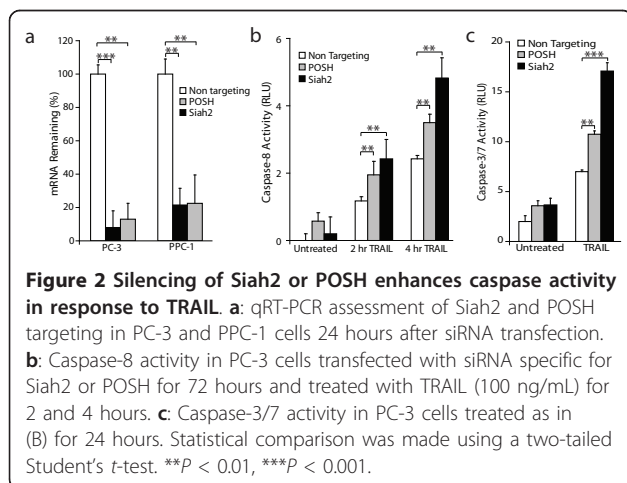 a
b
c
120
100
80
60
40
20
0
mRNA Remaining (%)
**
***
**
**
Non targeting
POSH
Siah2
PC-3
PPC-1
6
4
2
0
Caspase-8 Activity (RLU)
Non Targeting
POSH
Siah2
**
**
**
**
Untreated
2 hr TRAIL
4 hr TRAIL
20
15
10
5
0
Caspase-3/7 Activity (RLU)
Non Targeting
POSH
Siah2
***
**
Untreated
TRAIL
Figure 2 Silencing of Siah2 or POSH enhances caspase activity
in response to TRAIL. a: qRT-PCR assessment of Siah2 and POSH
targeting in PC-3 and PPC-1 cells 24 hours after siRNA transfection.
b: Caspase-8 activity in PC-3 cells transfected with siRNA specific for
Siah2 or POSH for 72 hours and treated with TRAIL (100 ng/mL) for
2 and 4 hours. c: Caspase-3/7 activity in PC-3 cells treated as in
(B) for 24 hours. Statistical comparison was made using a two-tailed
Student's t-test. **P < 0.01, ***P < 0.001.